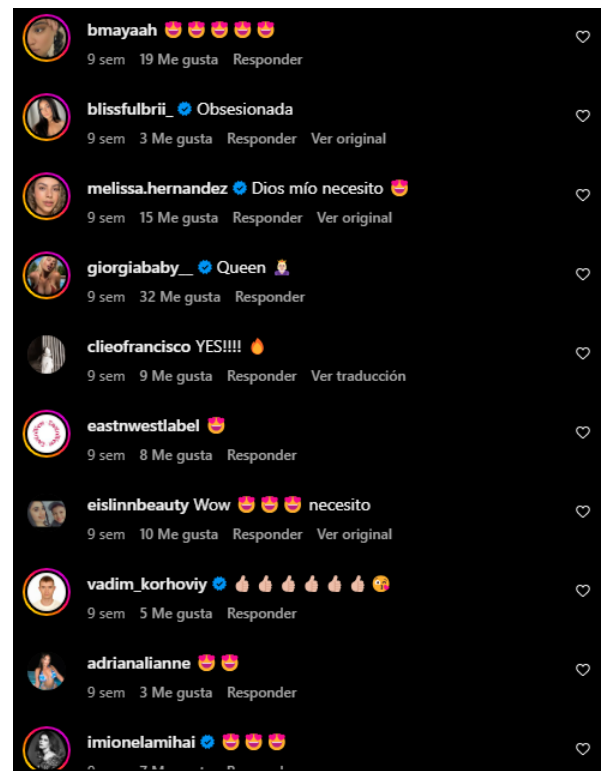 bmayaah 😍 😍 😍 😍 😍
9 sem 19 Me gusta Responder
blissfulbrii_ Obsesionada
9 sem 3 Me gusta Responder Ver original
melissa.hernandez Dios mío necesito 😍
9 sem 15 Me gusta Responder Ver original
giorgiababy__ Queen 👸🏻
9 sem 32 Me gusta Responder
clieofrancisco YES!!!! 🔥
9 sem 9 Me gusta Responder Ver traducción
eastnwestlabel 😍
9 sem 8 Me gusta Responder
eislinnbeauty Wow 😍 😍 😍 necesito
9 sem 10 Me gusta Responder Ver original
vadim_korhoviy 👍🏻 👍🏻 👍🏻 👍🏻 👍🏻 👍🏻 😘
9 sem 5 Me gusta Responder
adrianalianne 😍 😍
9 sem 3 Me gusta Responder
imionelamihai 😍 😍 😍